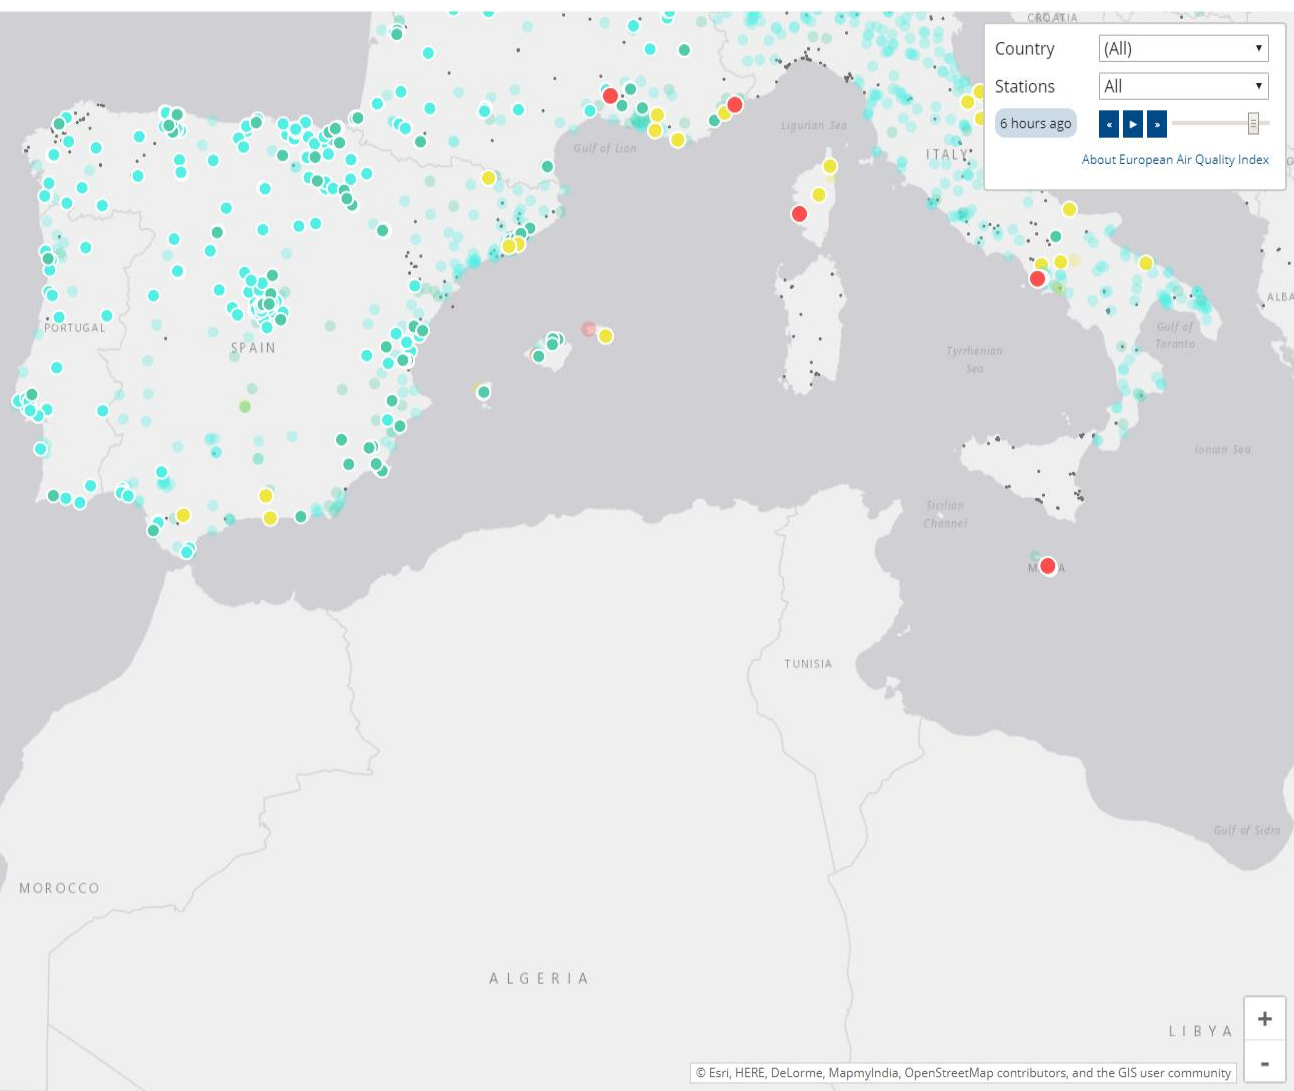 CROATIA
Country
(All)
Stations
All
6 hours ago
« ► »
About European Air Quality Index
Ligurian Sea
Gulf of Lion
ITALY
PORTUGAL
SPAIN
ALBA
Gulf of
Taranto
Tyrrhenian
Sea
Ionian Sea
Sicilian
Channel
TUNISIA
Gulf of Sidra
MOROCCO
ALGERIA
LIBYA
+
-
© Esri, HERE, DeLorme, MapmyIndia, OpenStreetMap contributors, and the GIS user community